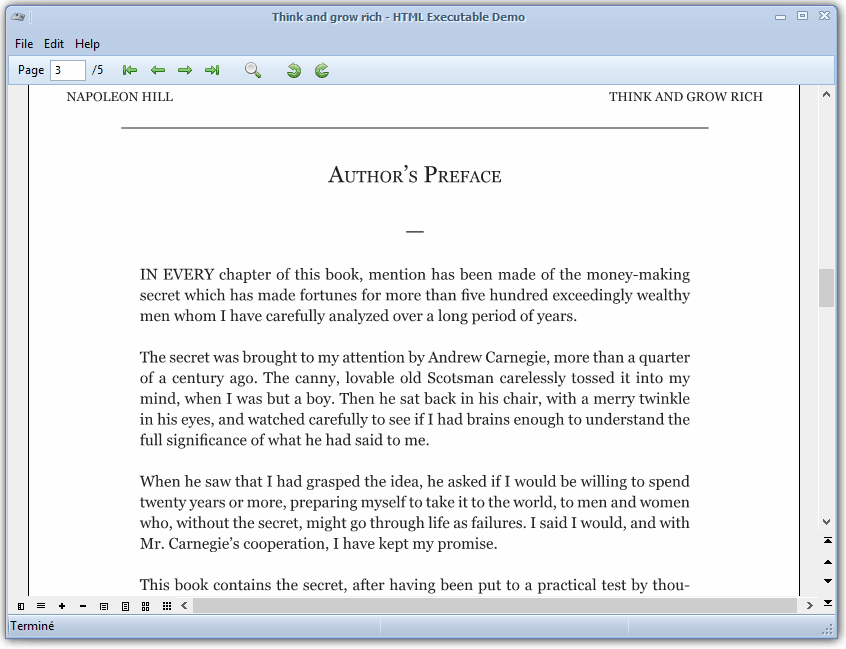 Think and grow rich - HTML Executable Demo
File Edit Help
Page 3 /5
NAPOLEON HILL THINK AND GROW RICH
AUTHOR’S PREFACE
—
IN EVERY chapter of this book, mention has been made of the money-making
secret which has made fortunes for more than five hundred exceedingly wealthy
men whom I have carefully analyzed over a long period of years.
The secret was brought to my attention by Andrew Carnegie, more than a quarter
of a century ago. The canny, lovable old Scotsman carelessly tossed it into my
mind, when I was but a boy. Then he sat back in his chair, with a merry twinkle
in his eyes, and watched carefully to see if I had brains enough to understand the
full significance of what he had said to me.
When he saw that I had grasped the idea, he asked if I would be willing to spend
twenty years or more, preparing myself to take it to the world, to men and women
who, without the secret, might go through life as failures. I said I would, and with
Mr. Carnegie’s cooperation, I have kept my promise.
This book contains the secret, after having been put to a practical test by thou-
Terminé